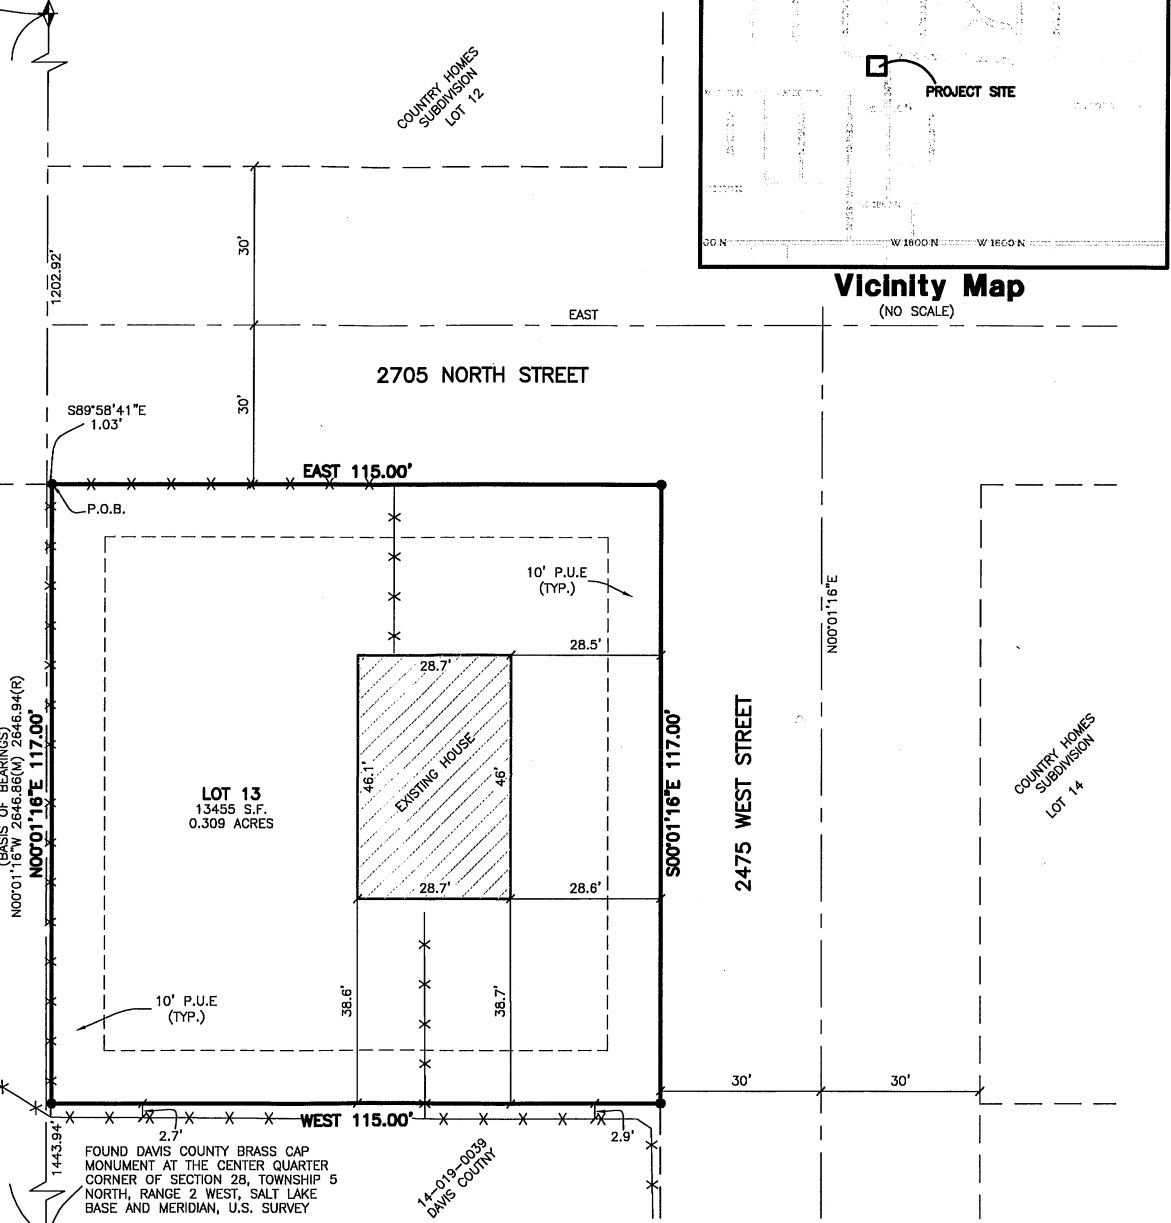 COUNTRY HOMES
SUBDIVISION
LOT 12
PROJECT SITE
W 1800 N
W 1800 N
Vicinity Map
(NO SCALE)
1202.92'
30'
EAST
2705 NORTH STREET
30'
S89°58'41"E
1.03'
EAST 115.00'
P.O.B.
10' P.U.E
(TYP.)
N00°01'16"E
28.5'
28.7'
(BASIS OF BEARINGS)
N00°01'16"W 2646.86(M) 2646.94(R)
N00°01'16"E 117.00'
LOT 13
13455 S.F.
0.309 ACRES
46.1'
EXISTING HOUSE
46'
S00°01'16"E 117.00'
2475 WEST STREET
COUNTRY HOMES
SUBDIVISION
LOT 14
28.7'
28.6'
38.6'
38.7'
10' P.U.E
(TYP.)
30'
30'
WEST 115.00'
2.7'
2.9'
1443.94'
FOUND DAVIS COUNTY BRASS CAP
MONUMENT AT THE CENTER QUARTER
CORNER OF SECTION 28, TOWNSHIP 5
NORTH, RANGE 2 WEST, SALT LAKE
BASE AND MERIDIAN, U.S. SURVEY
14-019-0039
DAVIS COUTNY